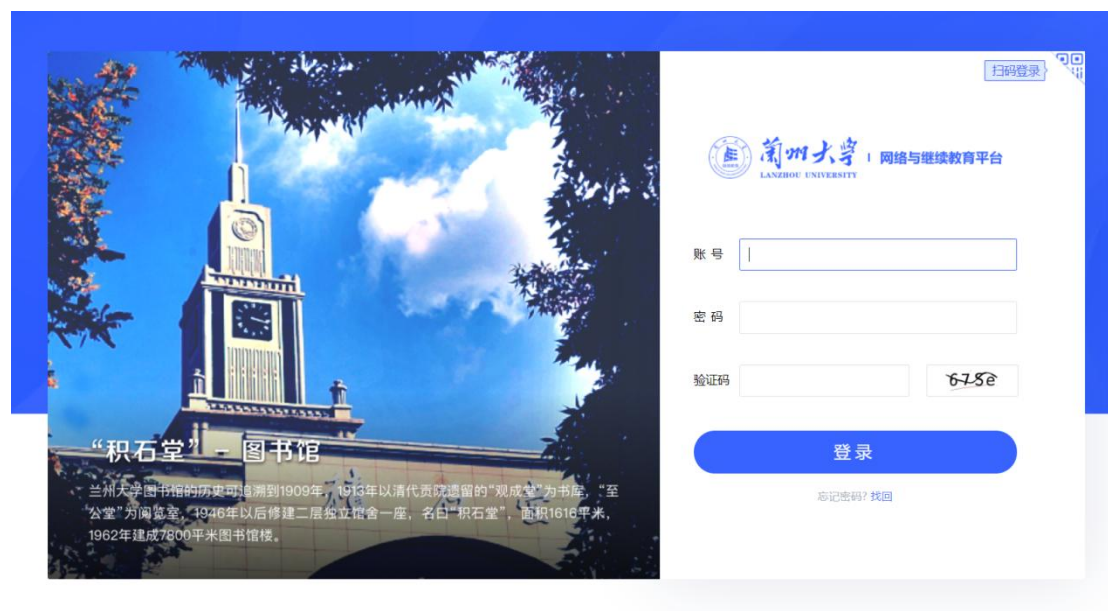 扫码登录
兰州大学 | 网络与继续教育平台
LANZHOU UNIVERSITY
账 号
密 码
验证码
675e
登录
忘记密码? 找回
“积石堂” - 图书馆
兰州大学图书馆的历史可追溯到1909年，1913年以清代贡院遗留的“观成堂”为书库，“至
公堂”为阅览室，1946年以后修建二层独立馆舍一座，名曰“积石堂”，面积1616平米，
1962年建成7800平米图书馆楼。